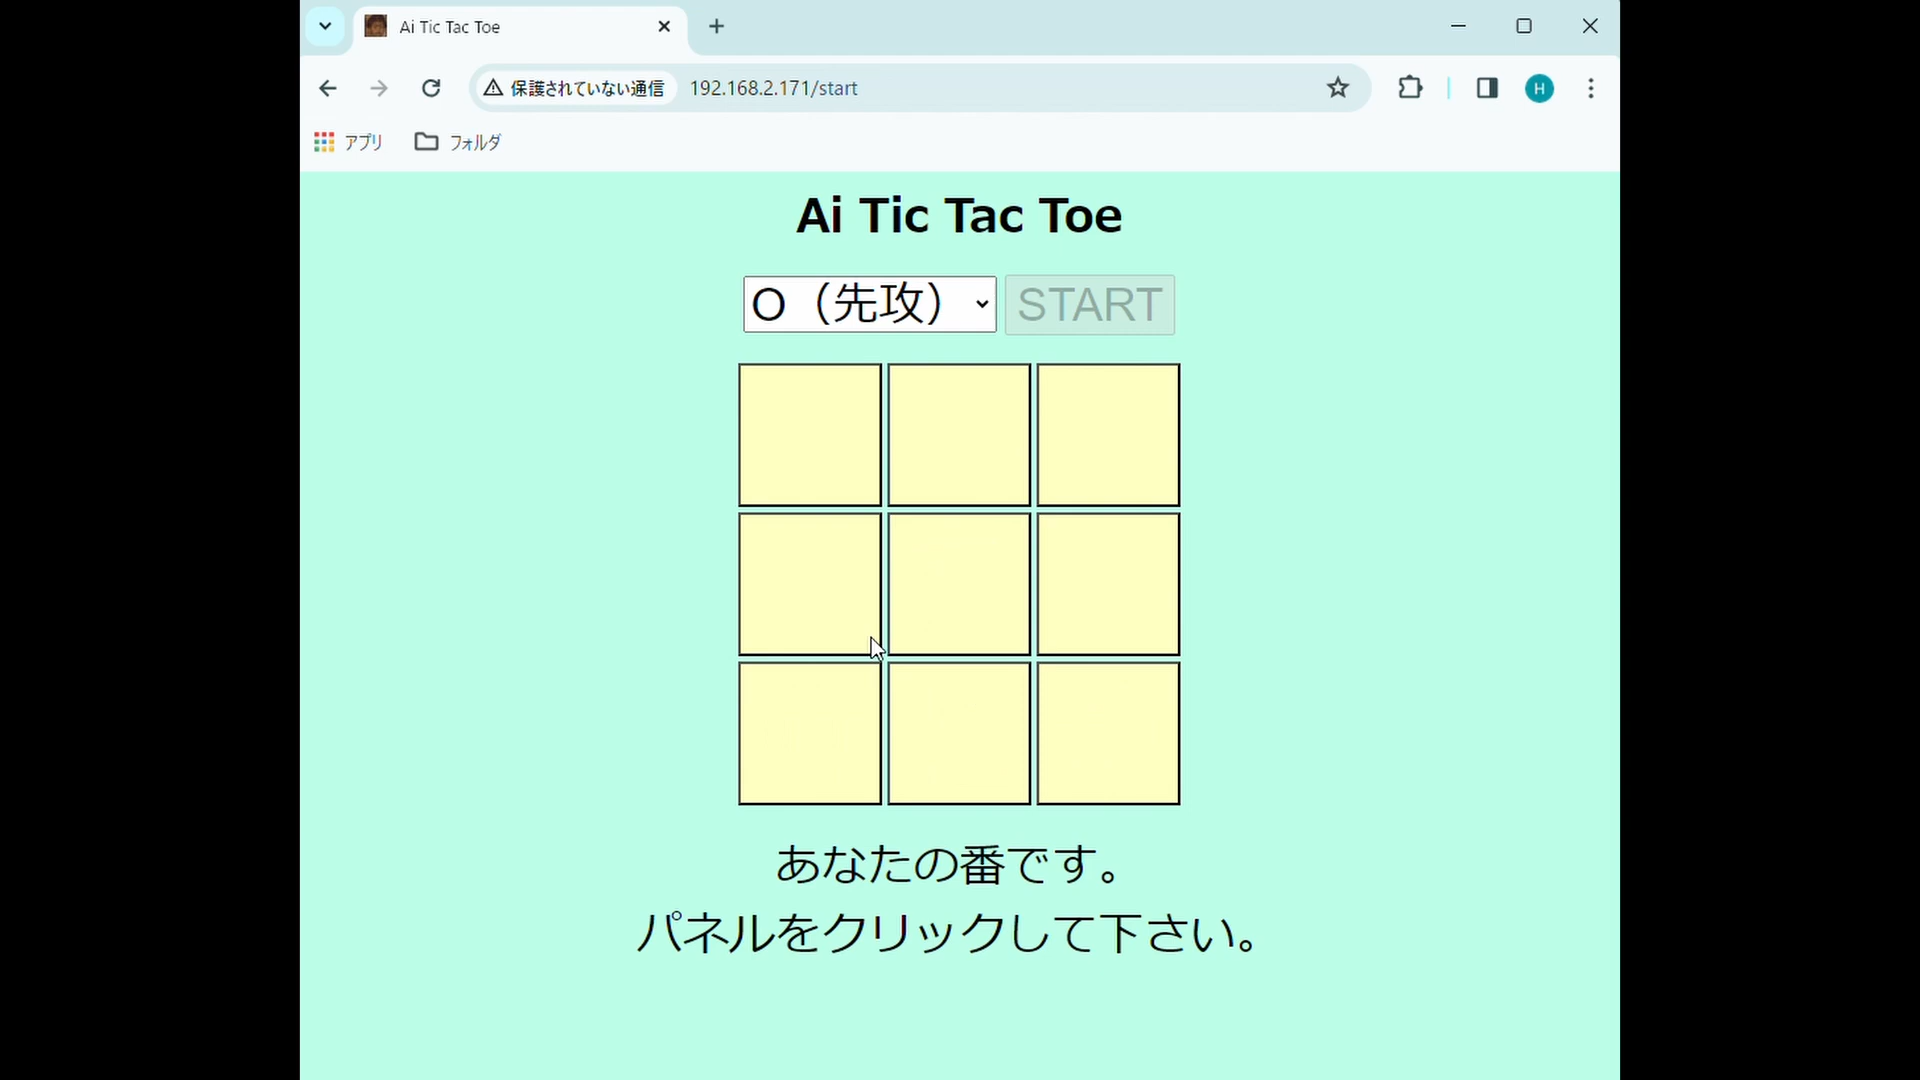 Ai Tic Tac Toe
保護されていない通信 192.168.2.171/start
H
アプリ フォルダ
Ai Tic Tac Toe
O（先攻） START
あなたの番です。
パネルをクリックして下さい。